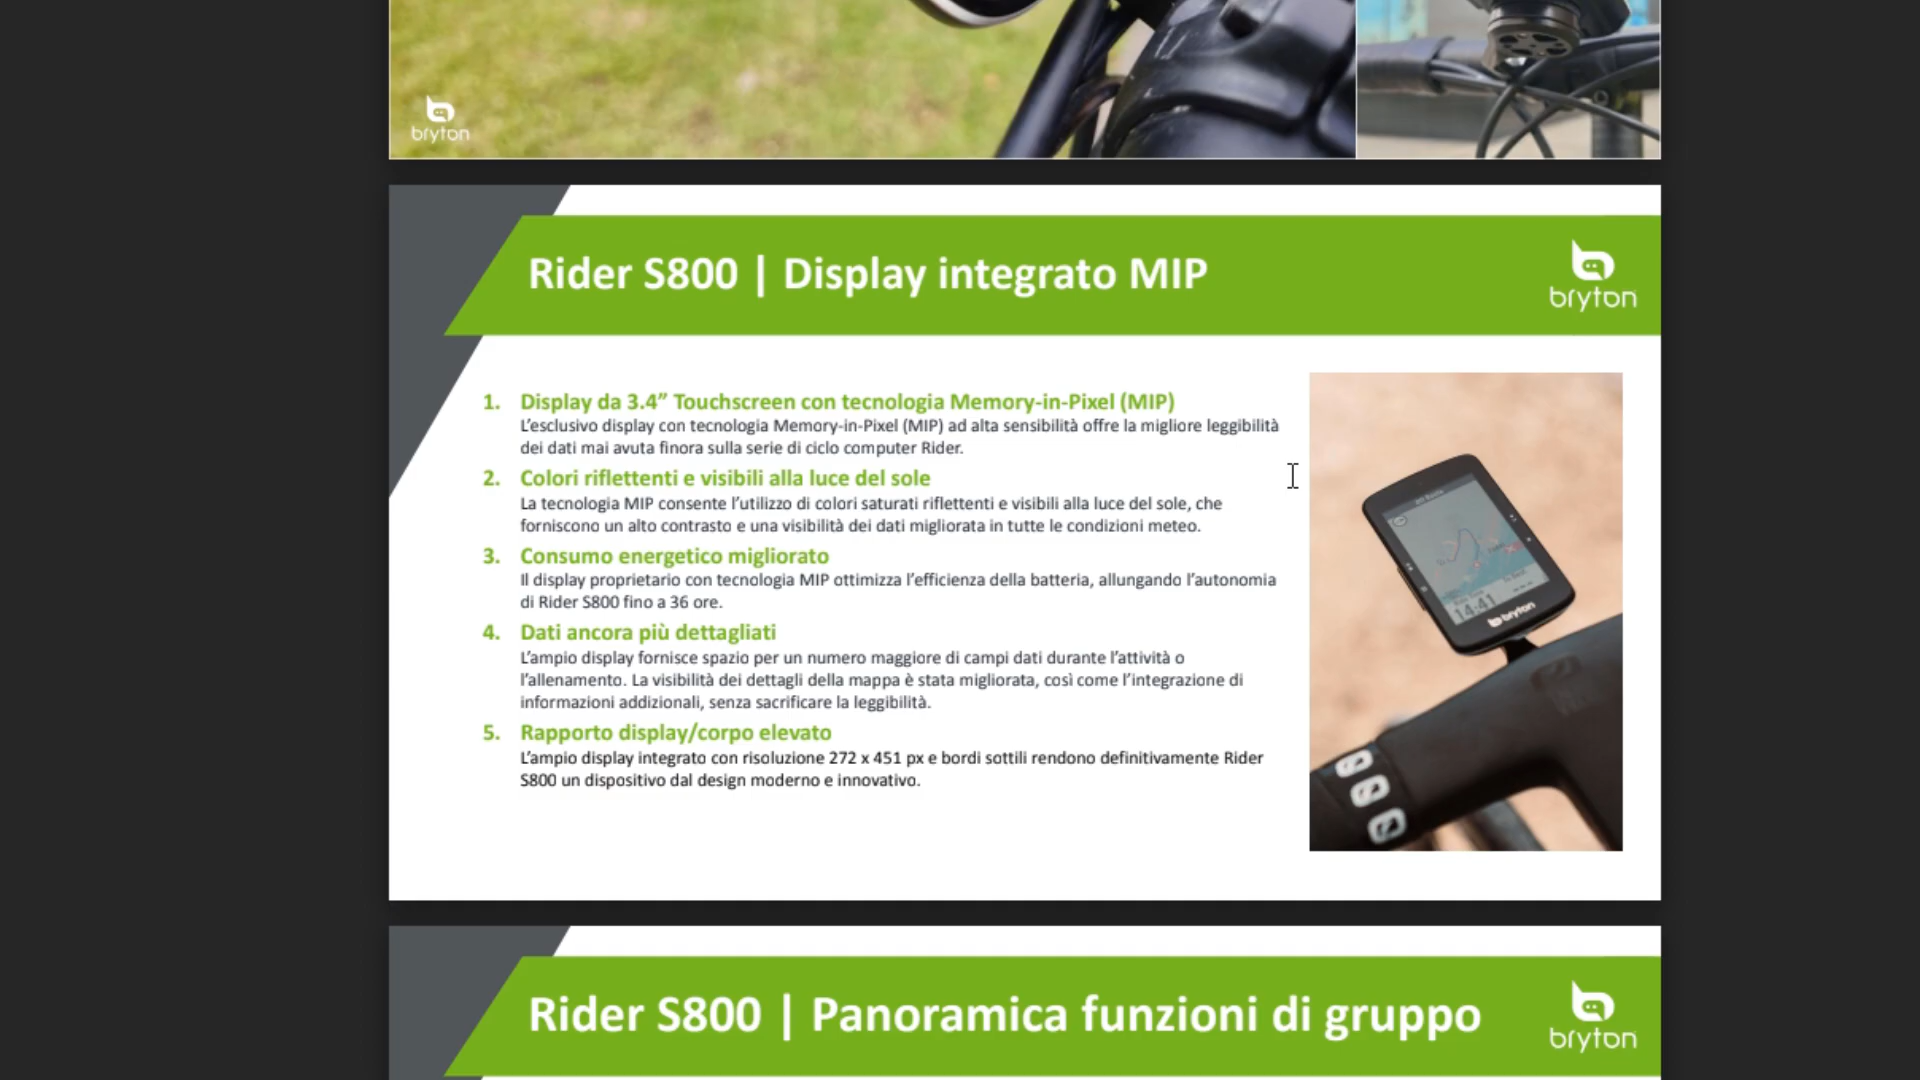 bryton
Rider S800 | Display integrato MIP
bryton
1. Display da 3.4” Touchscreen con tecnologia Memory-in-Pixel (MIP)
L’esclusivo display con tecnologia Memory-in-Pixel (MIP) ad alta sensibilità offre la migliore leggibilità
dei dati mai avuta finora sulla serie di ciclo computer Rider.
2. Colori riflettenti e visibili alla luce del sole
La tecnologia MIP consente l’utilizzo di colori saturati riflettenti e visibili alla luce del sole, che
forniscono un alto contrasto e una visibilità dei dati migliorata in tutte le condizioni meteo.
3. Consumo energetico migliorato
Il display proprietario con tecnologia MIP ottimizza l’efficienza della batteria, allungando l’autonomia
di Rider S800 fino a 36 ore.
4. Dati ancora più dettagliati
L’ampio display fornisce spazio per un numero maggiore di campi dati durante l’attività o
l’allenamento. La visibilità dei dettagli della mappa è stata migliorata, così come l’integrazione di
informazioni addizionali, senza sacrificare la leggibilità.
5. Rapporto display/corpo elevato
L’ampio display integrato con risoluzione 272 x 451 px e bordi sottili rendono definitivamente Rider
S800 un dispositivo dal design moderno e innovativo.
14:41
bryton
Rider S800 | Panoramica funzioni di gruppo
bryton